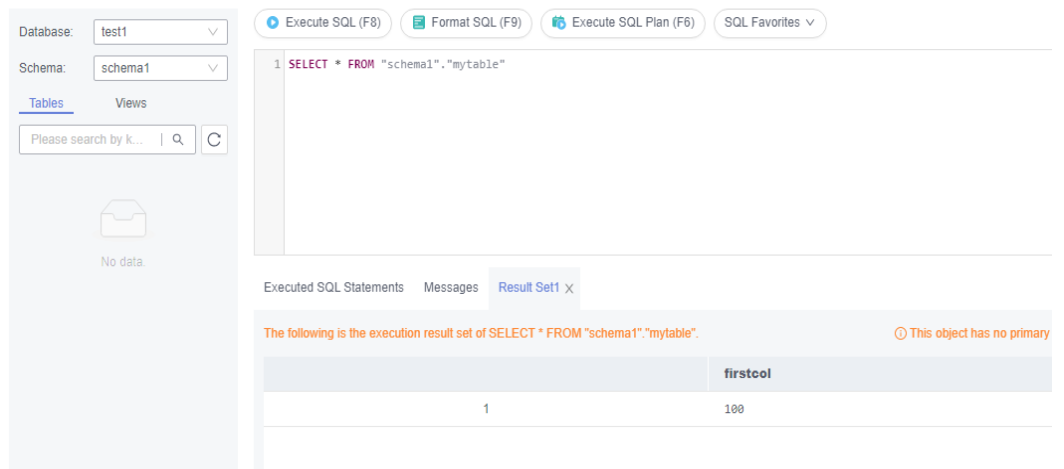 Database: test1
Schema: schema1
Tables Views
Please search by k...
No data.
Execute SQL (F8) Format SQL (F9) Execute SQL Plan (F6) SQL Favorites
1 SELECT * FROM "schema1"."mytable"
Executed SQL Statements Messages Result Set1 X
The following is the execution result set of SELECT * FROM "schema1"."mytable". This object has no primary
firstcol
1 100